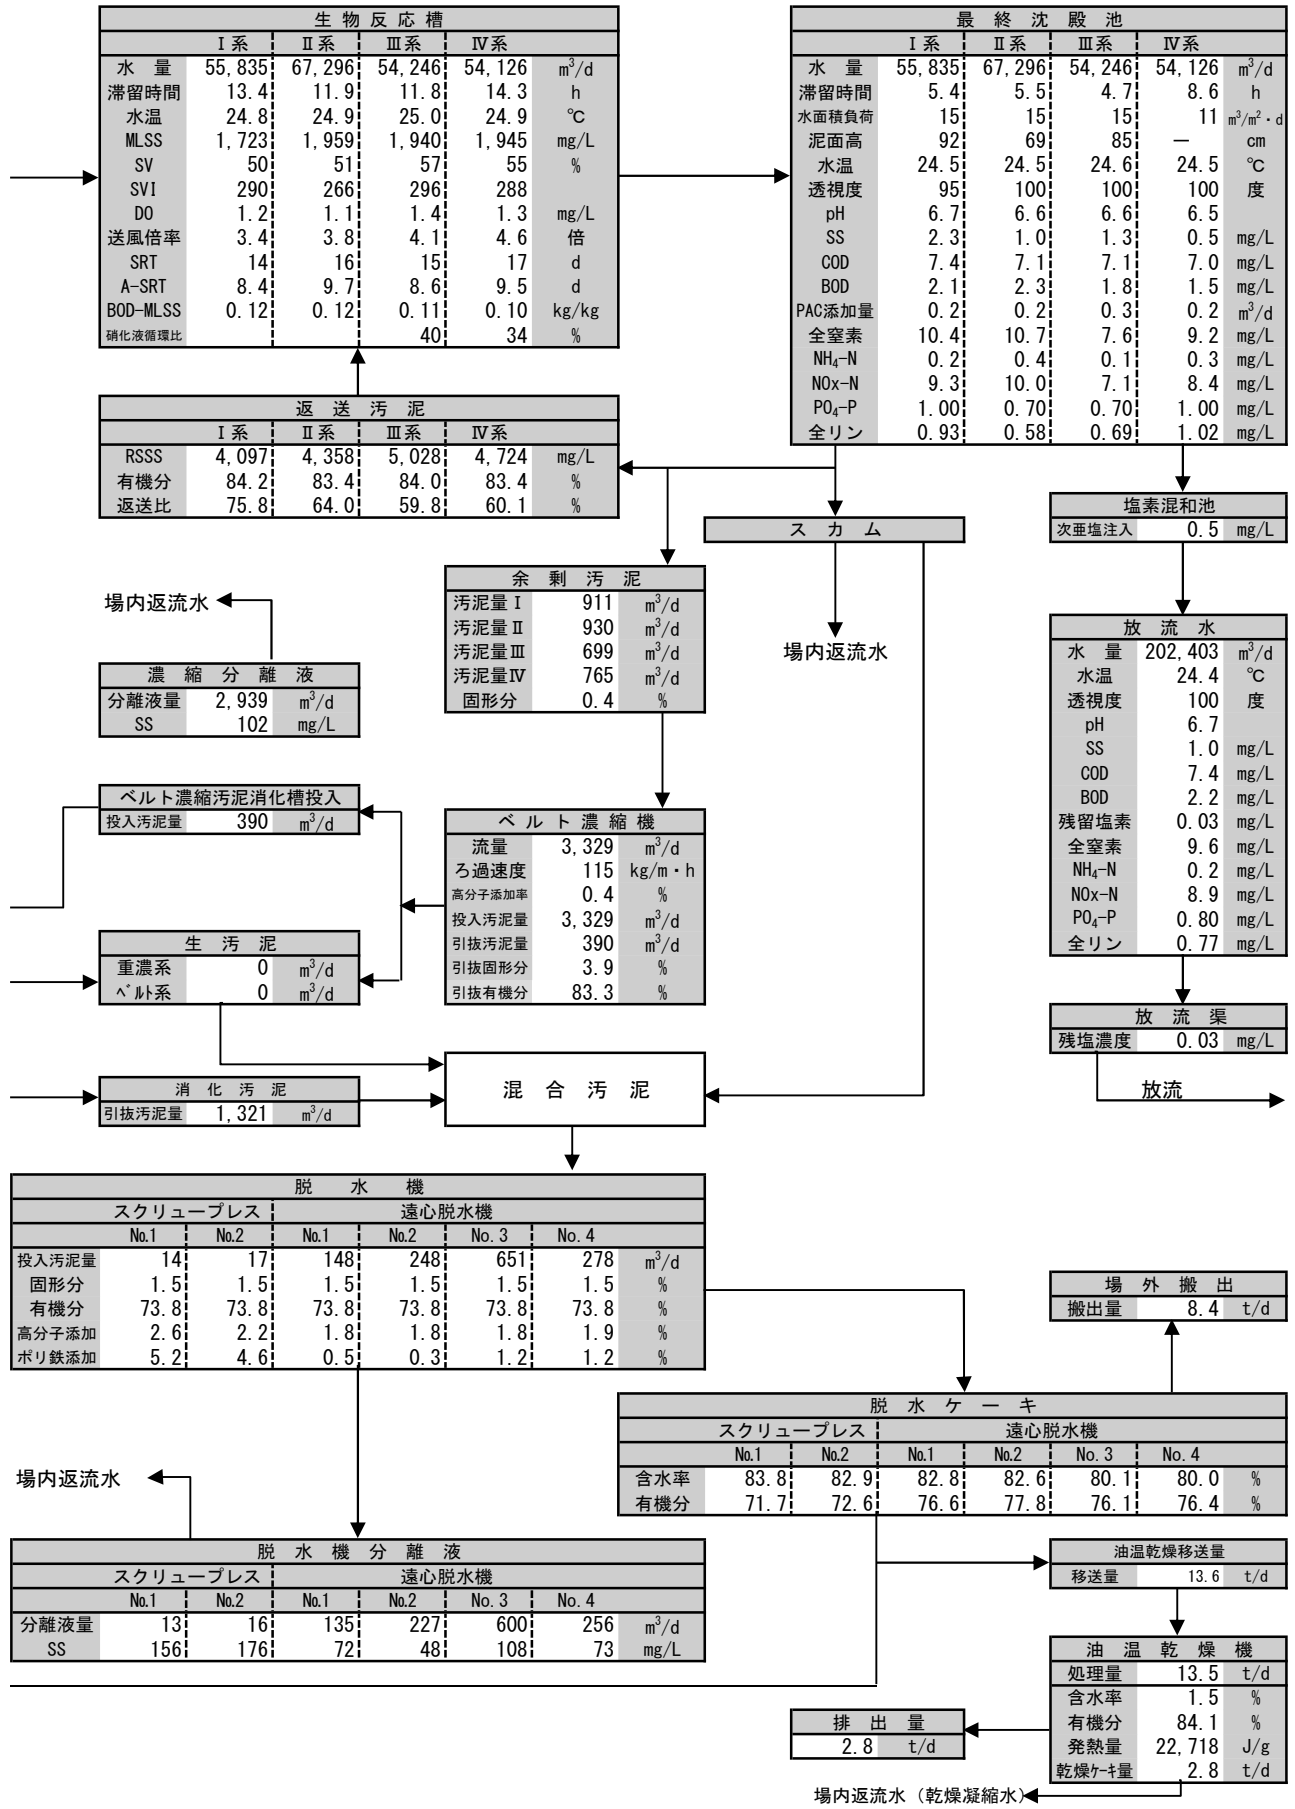 生物反応槽
Ⅰ系 Ⅱ系 Ⅲ系 Ⅳ系
水 量 55,835 67,296 54,246 54,126 m³/d
滞留時間 13.4 11.9 11.8 14.3 h
水温 24.8 24.9 25.0 24.9 ℃
MLSS 1,723 1,959 1,940 1,945 mg/L
SV 50 51 57 55 %
SVI 290 266 296 288
DO 1.2 1.1 1.4 1.3 mg/L
送風倍率 3.4 3.8 4.1 4.6 倍
SRT 14 16 15 17 d
A-SRT 8.4 9.7 8.6 9.5 d
BOD-MLSS 0.12 0.12 0.11 0.10 kg/kg
硝化液循環比 40 34 %
最終沈殿池
Ⅰ系 Ⅱ系 Ⅲ系 Ⅳ系
水 量 55,835 67,296 54,246 54,126 m³/d
滞留時間 5.4 5.5 4.7 8.6 h
水面積負荷 15 15 15 11 m³/m²・d
泥面高 92 69 85 ― cm
水温 24.5 24.5 24.6 24.5 ℃
透視度 95 100 100 100 度
pH 6.7 6.6 6.6 6.5
SS 2.3 1.0 1.3 0.5 mg/L
COD 7.4 7.1 7.1 7.0 mg/L
BOD 2.1 2.3 1.8 1.5 mg/L
PAC添加量 0.2 0.2 0.3 0.2 m³/d
全窒素 10.4 10.7 7.6 9.2 mg/L
NH₄-N 0.2 0.4 0.1 0.3 mg/L
NOx-N 9.3 10.0 7.1 8.4 mg/L
PO₄-P 1.00 0.70 0.70 1.00 mg/L
全リン 0.93 0.58 0.69 1.02 mg/L
返送汚泥
Ⅰ系 Ⅱ系 Ⅲ系 Ⅳ系
RSSS 4,097 4,358 5,028 4,724 mg/L
有機分 84.2 83.4 84.0 83.4 %
返送比 75.8 64.0 59.8 60.1 %
塩素混和池
次亜塩注入 0.5 mg/L
スカム
場内返流水
余剰汚泥
汚泥量Ⅰ 911 m³/d
汚泥量Ⅱ 930 m³/d
汚泥量Ⅲ 699 m³/d
汚泥量Ⅳ 765 m³/d
固形分 0.4 %
場内返流水
濃縮分離液
分離液量 2,939 m³/d
SS 102 mg/L
放流水
水 量 202,403 m³/d
水温 24.4 ℃
透視度 100 度
pH 6.7
SS 1.0 mg/L
COD 7.4 mg/L
BOD 2.2 mg/L
残留塩素 0.03 mg/L
全窒素 9.6 mg/L
NH₄-N 0.2 mg/L
NOx-N 8.9 mg/L
PO₄-P 0.80 mg/L
全リン 0.77 mg/L
ベルト濃縮汚泥消化槽投入
投入汚泥量 390 m³/d
ベルト濃縮機
流量 3,329 m³/d
ろ過速度 115 kg/m・h
高分子添加率 0.4 %
投入汚泥量 3,329 m³/d
引抜汚泥量 390 m³/d
引抜固形分 3.9 %
引抜有機分 83.3 %
生汚泥
重濃系 0 m³/d
ﾍﾞﾙﾄ系 0 m³/d
放流渠
残塩濃度 0.03 mg/L
放流
消化汚泥
引抜汚泥量 1,321 m³/d
混合汚泥
脱水機
スクリュープレス 遠心脱水機
No.1 No.2 No.1 No.2 No.3 No.4
投入汚泥量 14 17 148 248 651 278 m³/d
固形分 1.5 1.5 1.5 1.5 1.5 1.5 %
有機分 73.8 73.8 73.8 73.8 73.8 73.8 %
高分子添加 2.6 2.2 1.8 1.8 1.8 1.9 %
ポリ鉄添加 5.2 4.6 0.5 0.3 1.2 1.2 %
場外搬出
搬出量 8.4 t/d
脱水ケーキ
スクリュープレス 遠心脱水機
No.1 No.2 No.1 No.2 No.3 No.4
含水率 83.8 82.9 82.8 82.6 80.1 80.0 %
有機分 71.7 72.6 76.6 77.8 76.1 76.4 %
場内返流水
脱水機分離液
スクリュープレス 遠心脱水機
No.1 No.2 No.1 No.2 No.3 No.4
分離液量 13 16 135 227 600 256 m³/d
SS 156 176 72 48 108 73 mg/L
油温乾燥移送量
移送量 13.6 t/d
油温乾燥機
処理量 13.5 t/d
含水率 1.5 %
有機分 84.1 %
発熱量 22,718 J/g
乾燥ｹｰｷ量 2.8 t/d
排出量
2.8 t/d
場内返流水（乾燥凝縮水）